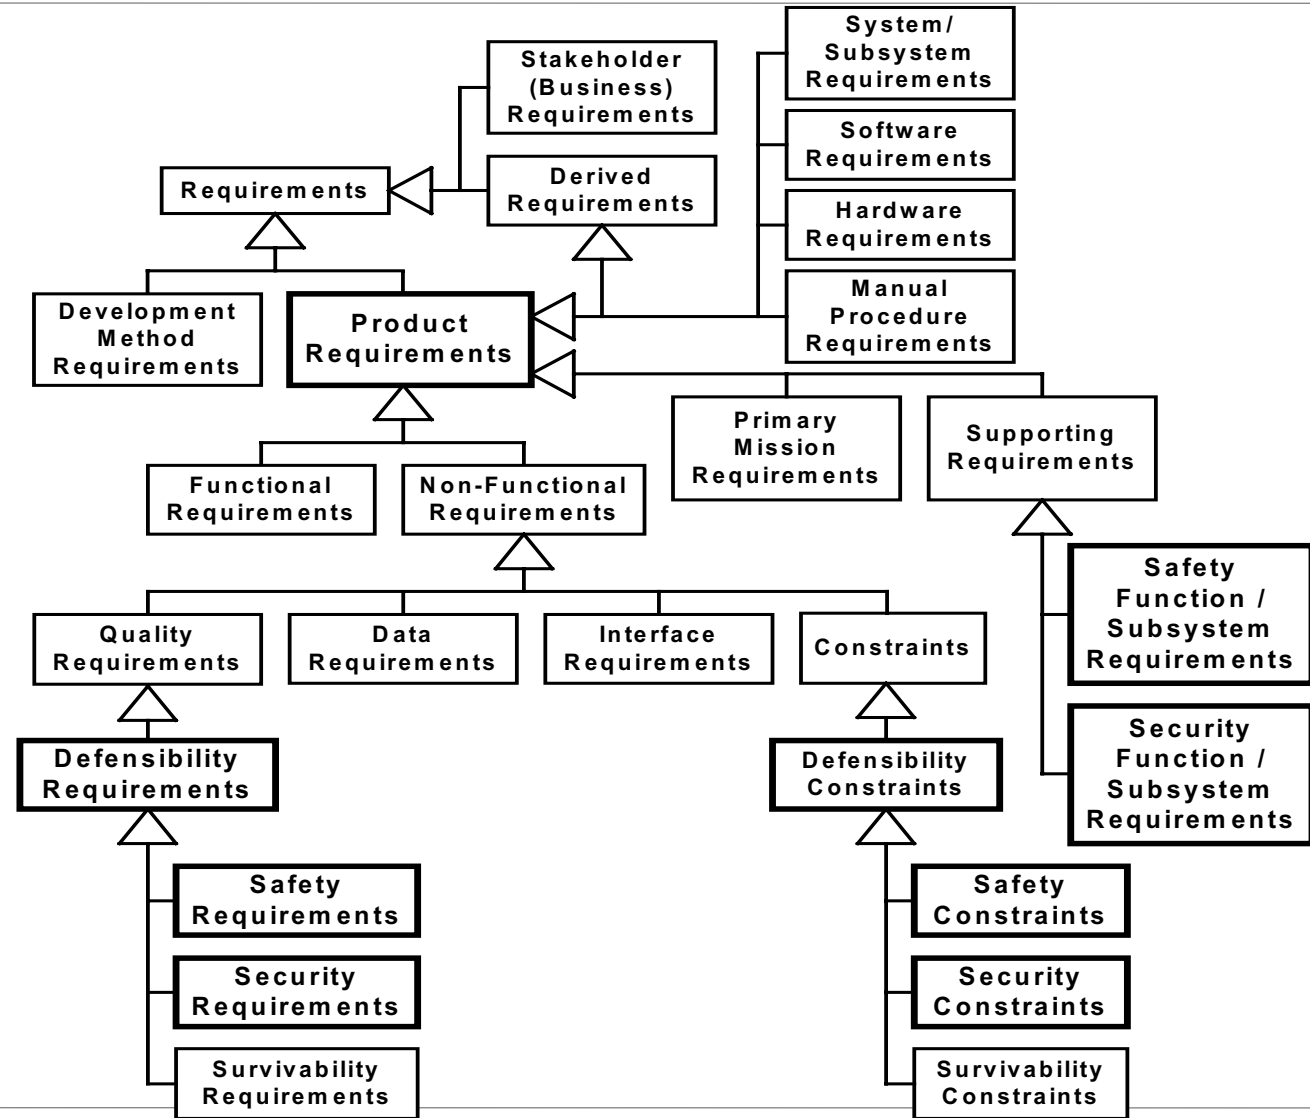 System/
Subsystem
Requirements
Stakeholder
(Business)
Requirements
Software
Requirements
Requirements
Derived
Requirements
Hardware
Requirements
Development
Method
Requirements
Product
Requirements
Manual
Procedure
Requirements
Primary
Mission
Requirements
Supporting
Requirements
Functional
Requirements
Non-Functional
Requirements
Safety
Function /
Subsystem
Requirements
Quality
Requirements
Data
Requirements
Interface
Requirements
Constraints
Security
Function /
Subsystem
Requirements
Defensibility
Requirements
Defensibility
Constraints
Safety
Requirements
Safety
Constraints
Security
Requirements
Security
Constraints
Survivability
Requirements
Survivability
Constraints